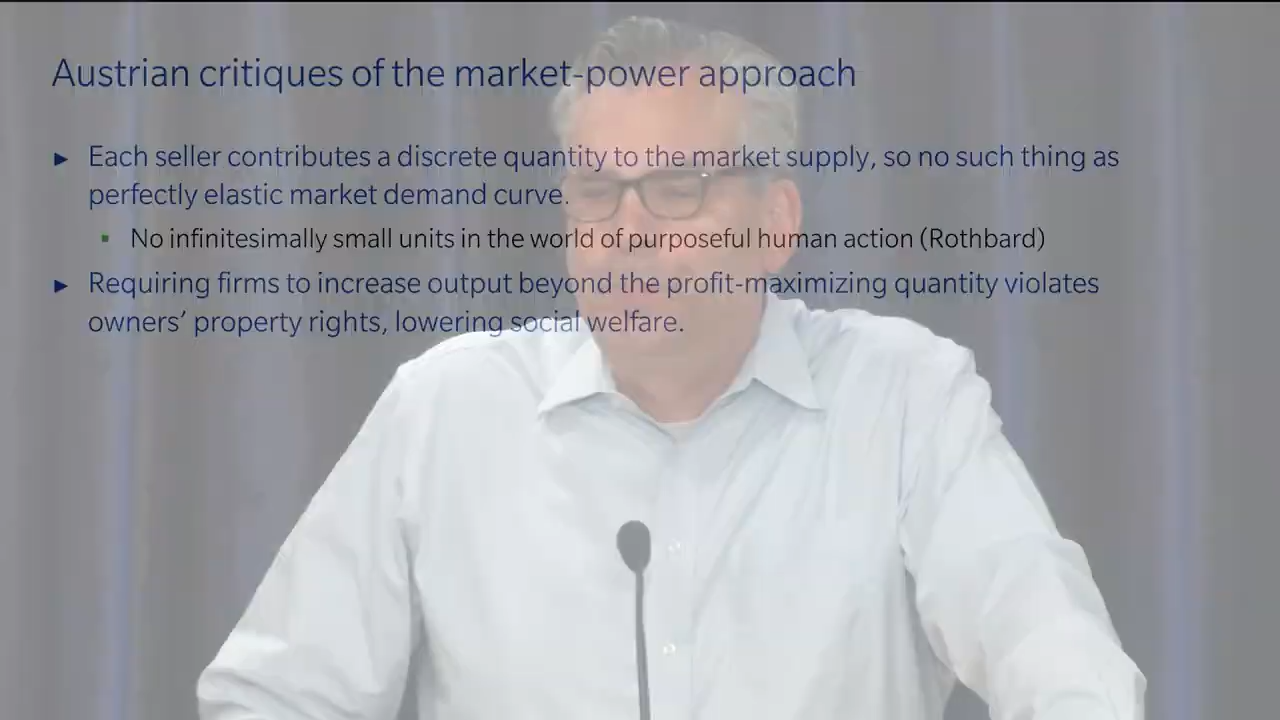 Austrian critiques of the market-power approach
► Each seller contributes a discrete quantity to the market supply, so no such thing as
perfectly elastic market demand curve.
▪ No infinitesimally small units in the world of purposeful human action (Rothbard)
► Requiring firms to increase output beyond the profit-maximizing quantity violates
owners’ property rights, lowering social welfare.